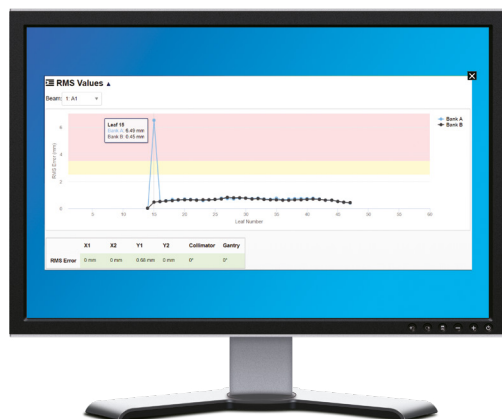 RMS Values ▲
Beam: 1: A1
Leaf 15
Bank A: 6.49 mm
Bank B: 0.45 mm
Bank A
Bank B
RMS Error (mm)
6
4
2
0
5 10 15 20 25 30 35 40 45 50 55 60
Leaf Number
X1 X2 Y1 Y2 Collimator Gantry
RMS Error 0 mm 0 mm 0.68 mm 0 mm 0° 0°